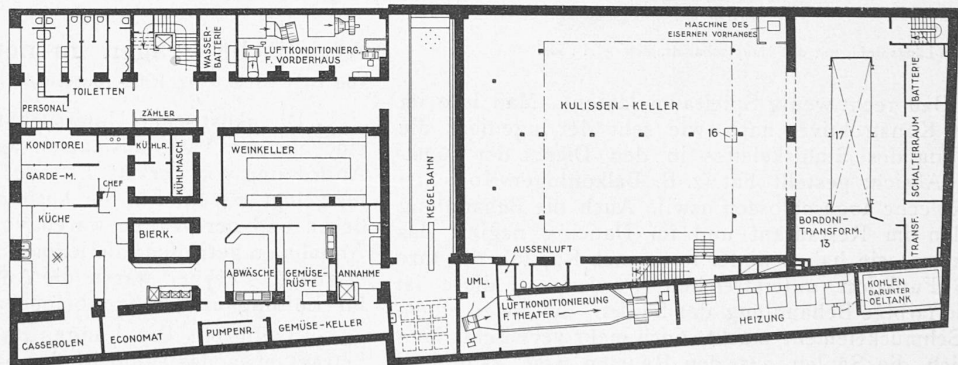 WASSER-
BATTERIE
LUFTKONDITIONIERG.
F. VORDERHAUS
MASCHINE DES
EISERNEN VORHANGES
TOILETTEN
PERSONAL
ZÄHLER
KULISSEN-KELLER
16
17
BATTERIE
SCHALTERRAUM
TRANSF.
KONDITOREI
KÜHLR.
KÜHLMASCH.
WEINKELLER
KEGELBAHN
GARDE-M.
CHEF
KÜCHE
BIERK.
ABWÄSCHE
GEMÜSE-
RÜSTE
ANNAHME
AUSSENLUFT
UML.
BORDONI-
TRANSFORM.
13
LUFTKONDITIONIERUNG
F. THEATER
HEIZUNG
KOHLEN
DARUNTER
OELTANK
CASSEROLEN
ECONOMAT
PUMPENR.
GEMÜSE-KELLER